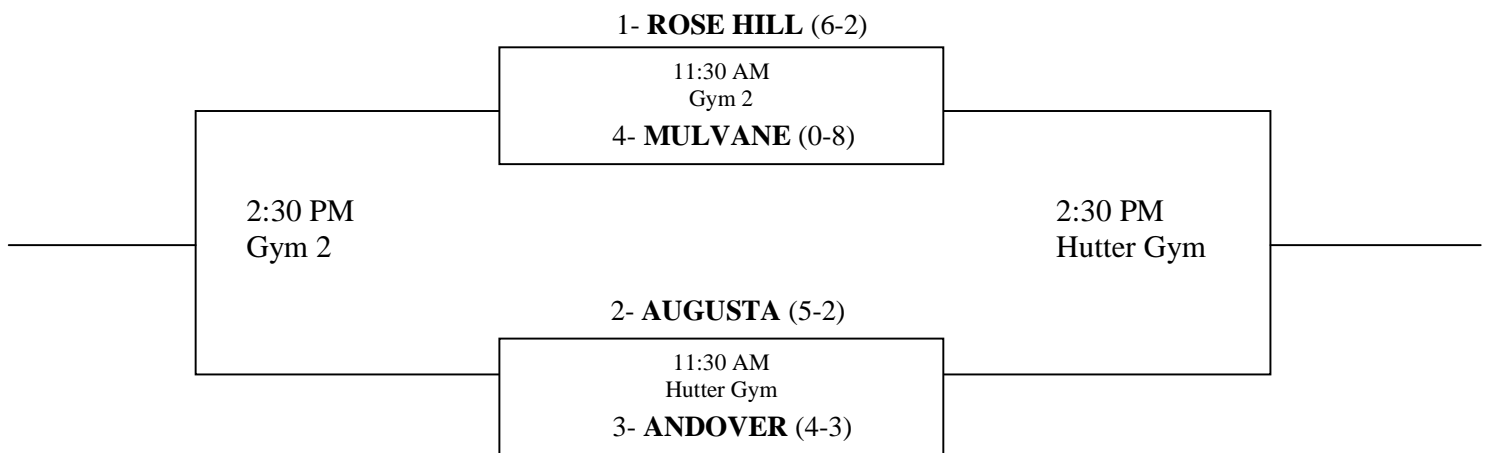 1- ROSE HILL (6-2)
11:30 AM
Gym 2
4- MULVANE (0-8)
2:30 PM
Gym 2
2:30 PM
Hutter Gym
2- AUGUSTA (5-2)
11:30 AM
Hutter Gym
3- ANDOVER (4-3)